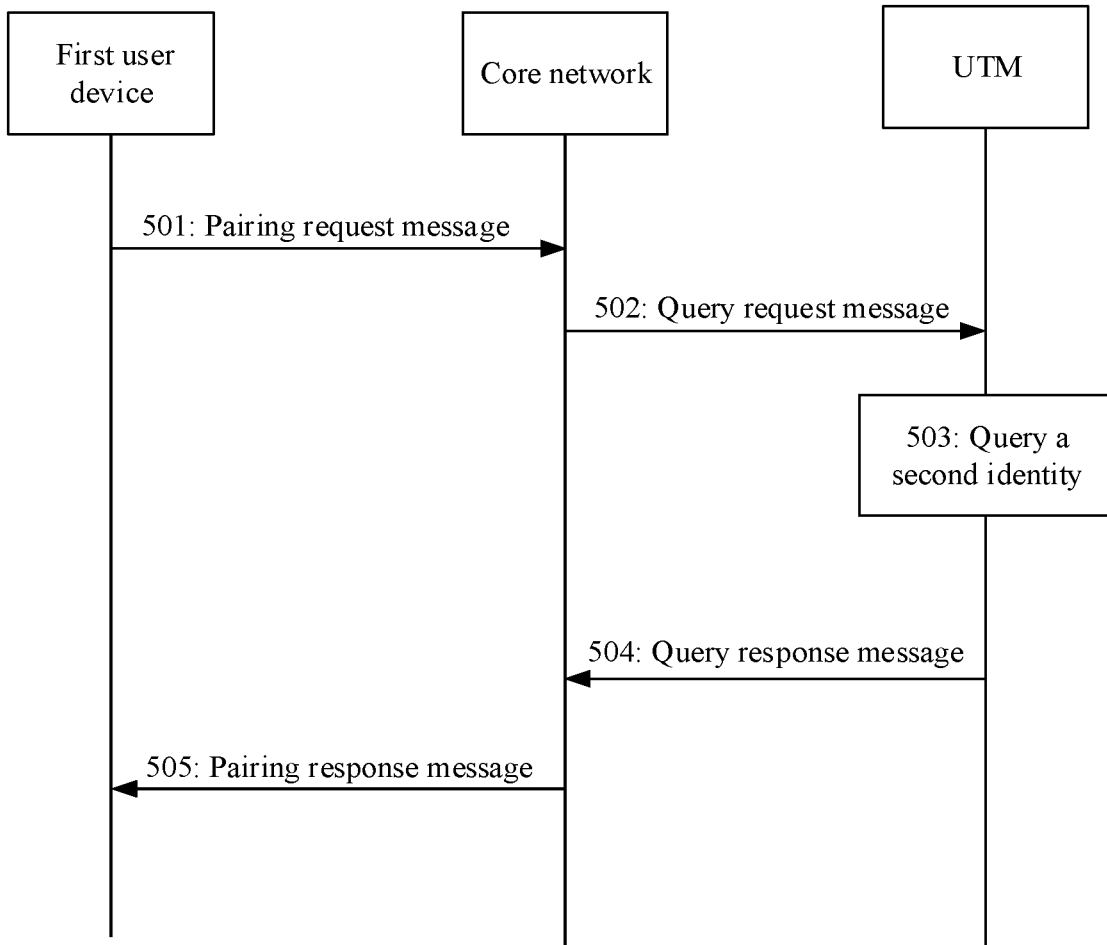 First user
device
Core network
UTM
501: Pairing request message
502: Query request message
503: Query a
second identity
504: Query response message
505: Pairing response message